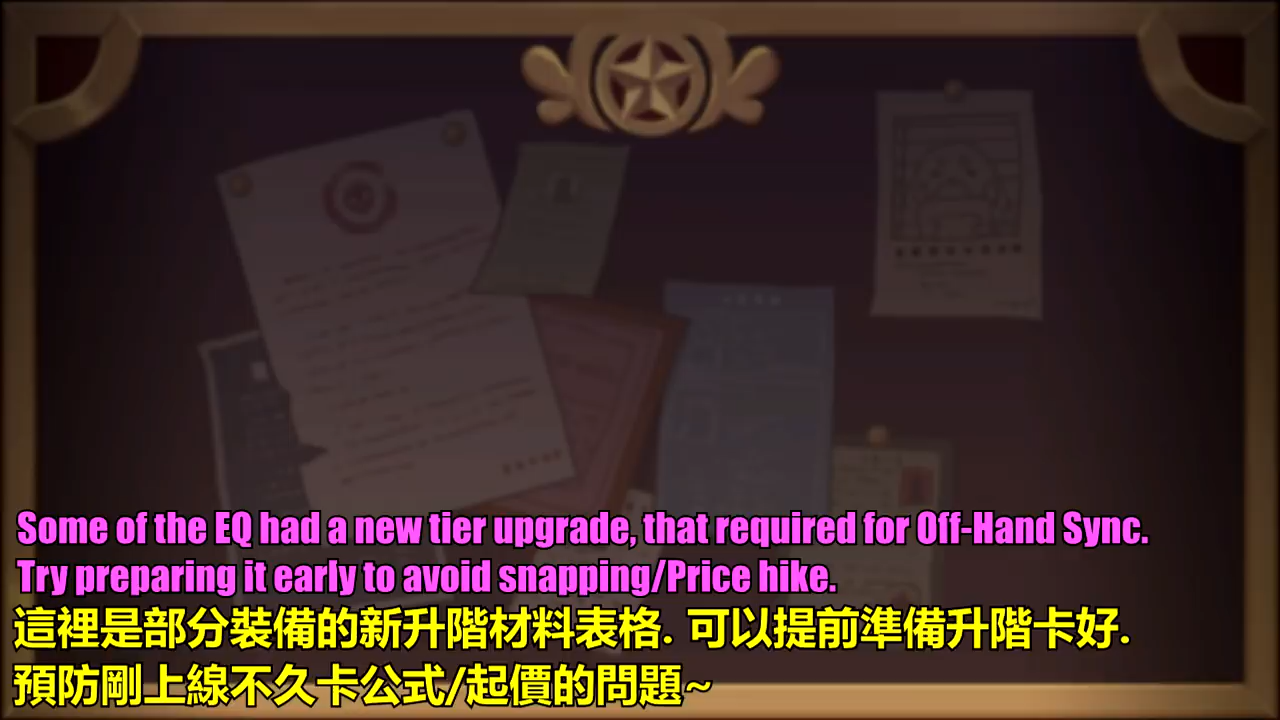 Some of the EQ had a new tier upgrade, that required for Off-Hand Sync.
Try preparing it early to avoid snapping/Price hike.
這裡是部分裝備的新升階材料表格. 可以提前準備升階卡好.
預防剛上線不久卡公式/起價的問題~